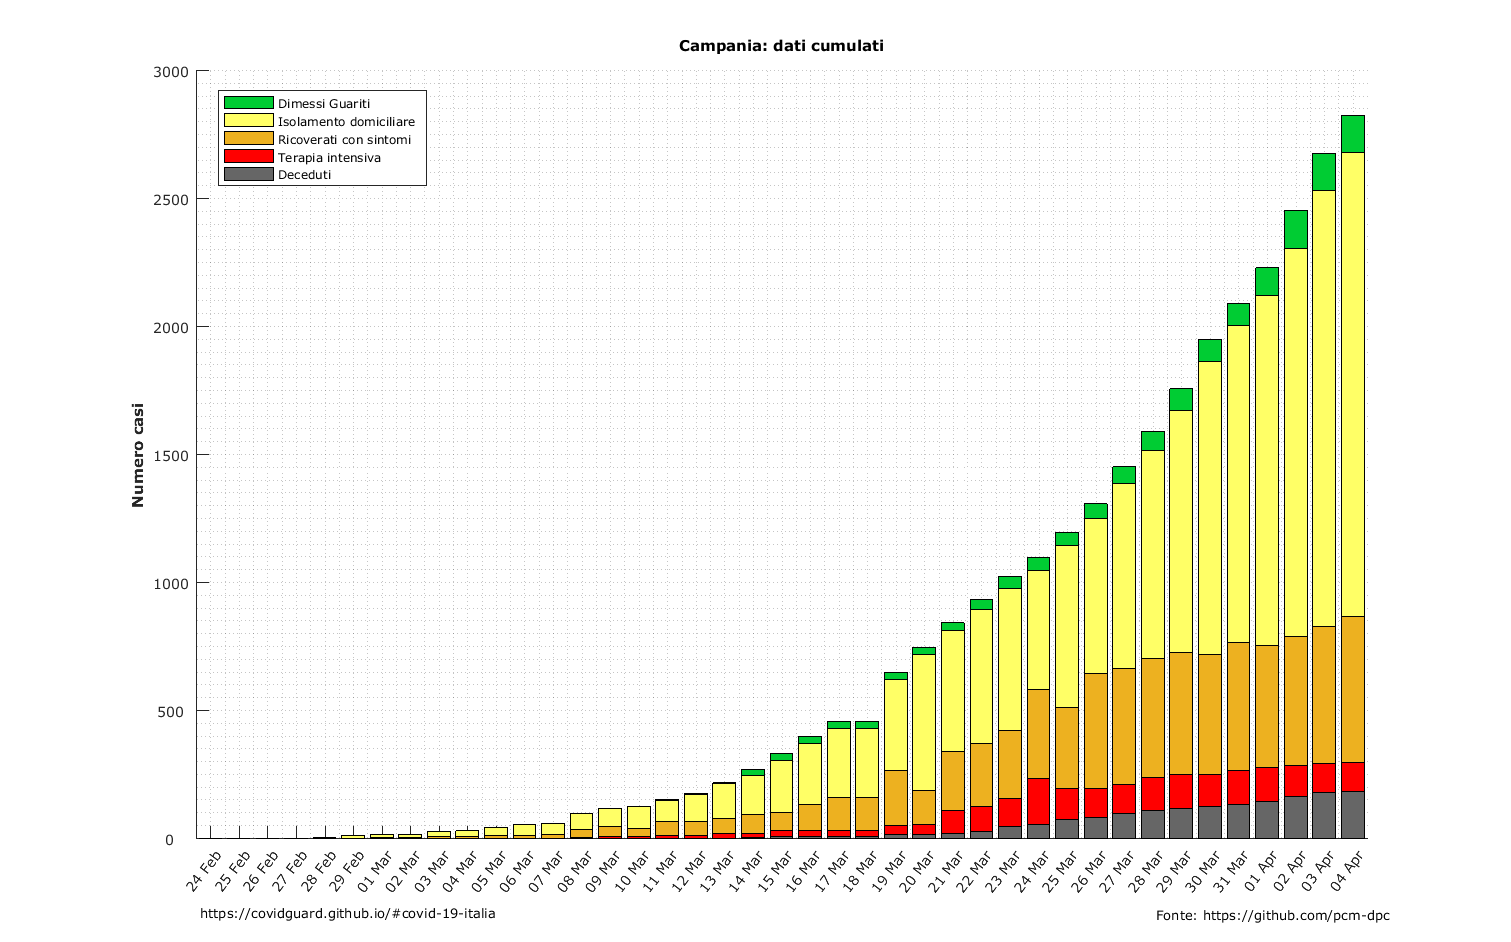 Campania: dati cumulati
3000
2500
2000
1500
1000
500
0
Numero casi
Dimessi Guariti
Isolamento domiciliare
Ricoverati con sintomi
Terapia intensiva
Deceduti
24 Feb
25 Feb
26 Feb
27 Feb
28 Feb
29 Feb
01 Mar
02 Mar
03 Mar
04 Mar
05 Mar
06 Mar
07 Mar
08 Mar
09 Mar
10 Mar
11 Mar
12 Mar
13 Mar
14 Mar
15 Mar
16 Mar
17 Mar
18 Mar
19 Mar
20 Mar
21 Mar
22 Mar
23 Mar
24 Mar
25 Mar
26 Mar
27 Mar
28 Mar
29 Mar
30 Mar
31 Mar
01 Apr
02 Apr
03 Apr
04 Apr
https://covidguard.github.io/#covid-19-italia
Fonte: https://github.com/pcm-dpc